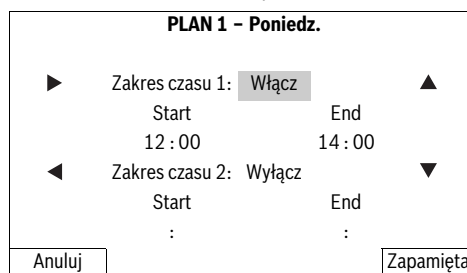 PLAN 1 – Poniedz.
Zakres czasu 1: Włącz
Start End
12 : 00 14 : 00
Zakres czasu 2: Wyłącz
Start End
: :
Anuluj Zapamięta